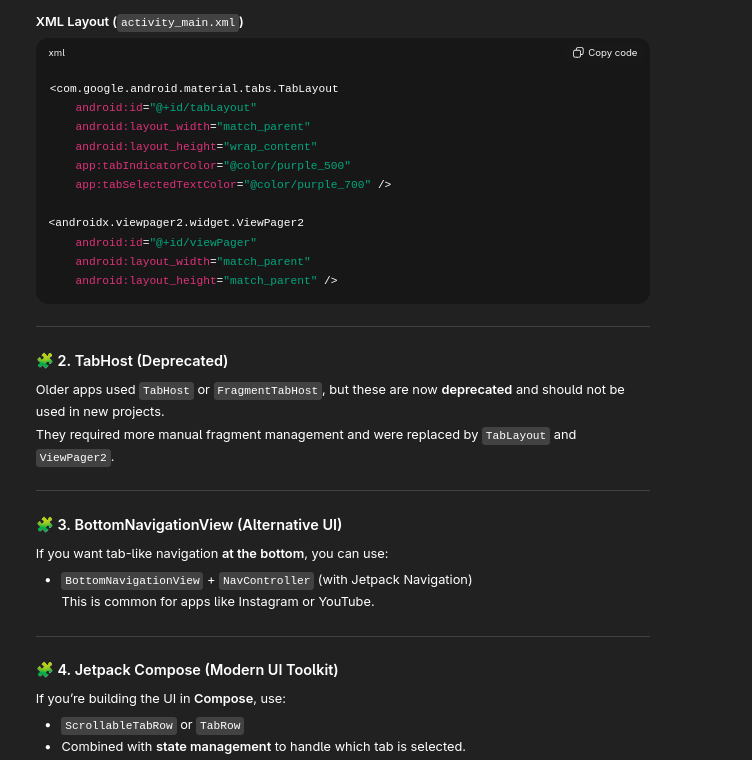 XML Layout (activity_main.xml)
xml
Copy code
<com.google.android.material.tabs.TabLayout
    android:id="@+id/tabLayout"
    android:layout_width="match_parent"
    android:layout_height="wrap_content"
    app:tabIndicatorColor="@color/purple_500"
    app:tabSelectedTextColor="@color/purple_700" />
<androidx.viewpager2.widget.ViewPager2
    android:id="@+id/viewPager"
    android:layout_width="match_parent"
    android:layout_height="match_parent" />
🧩 2. TabHost (Deprecated)
Older apps used TabHost or FragmentTabHost, but these are now deprecated and should not be
used in new projects.
They required more manual fragment management and were replaced by TabLayout and
ViewPager2.
🧩 3. BottomNavigationView (Alternative UI)
If you want tab-like navigation at the bottom, you can use:
• BottomNavigationView + NavController (with Jetpack Navigation)
This is common for apps like Instagram or YouTube.
🧩 4. Jetpack Compose (Modern UI Toolkit)
If you’re building the UI in Compose, use:
• ScrollableTabRow or TabRow
• Combined with state management to handle which tab is selected.